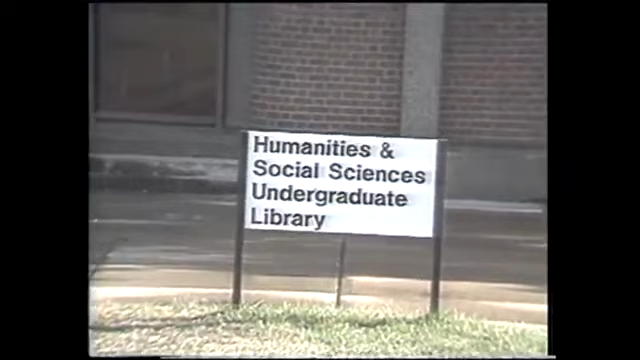 Humanities &
Social Sciences
Undergraduate
Library